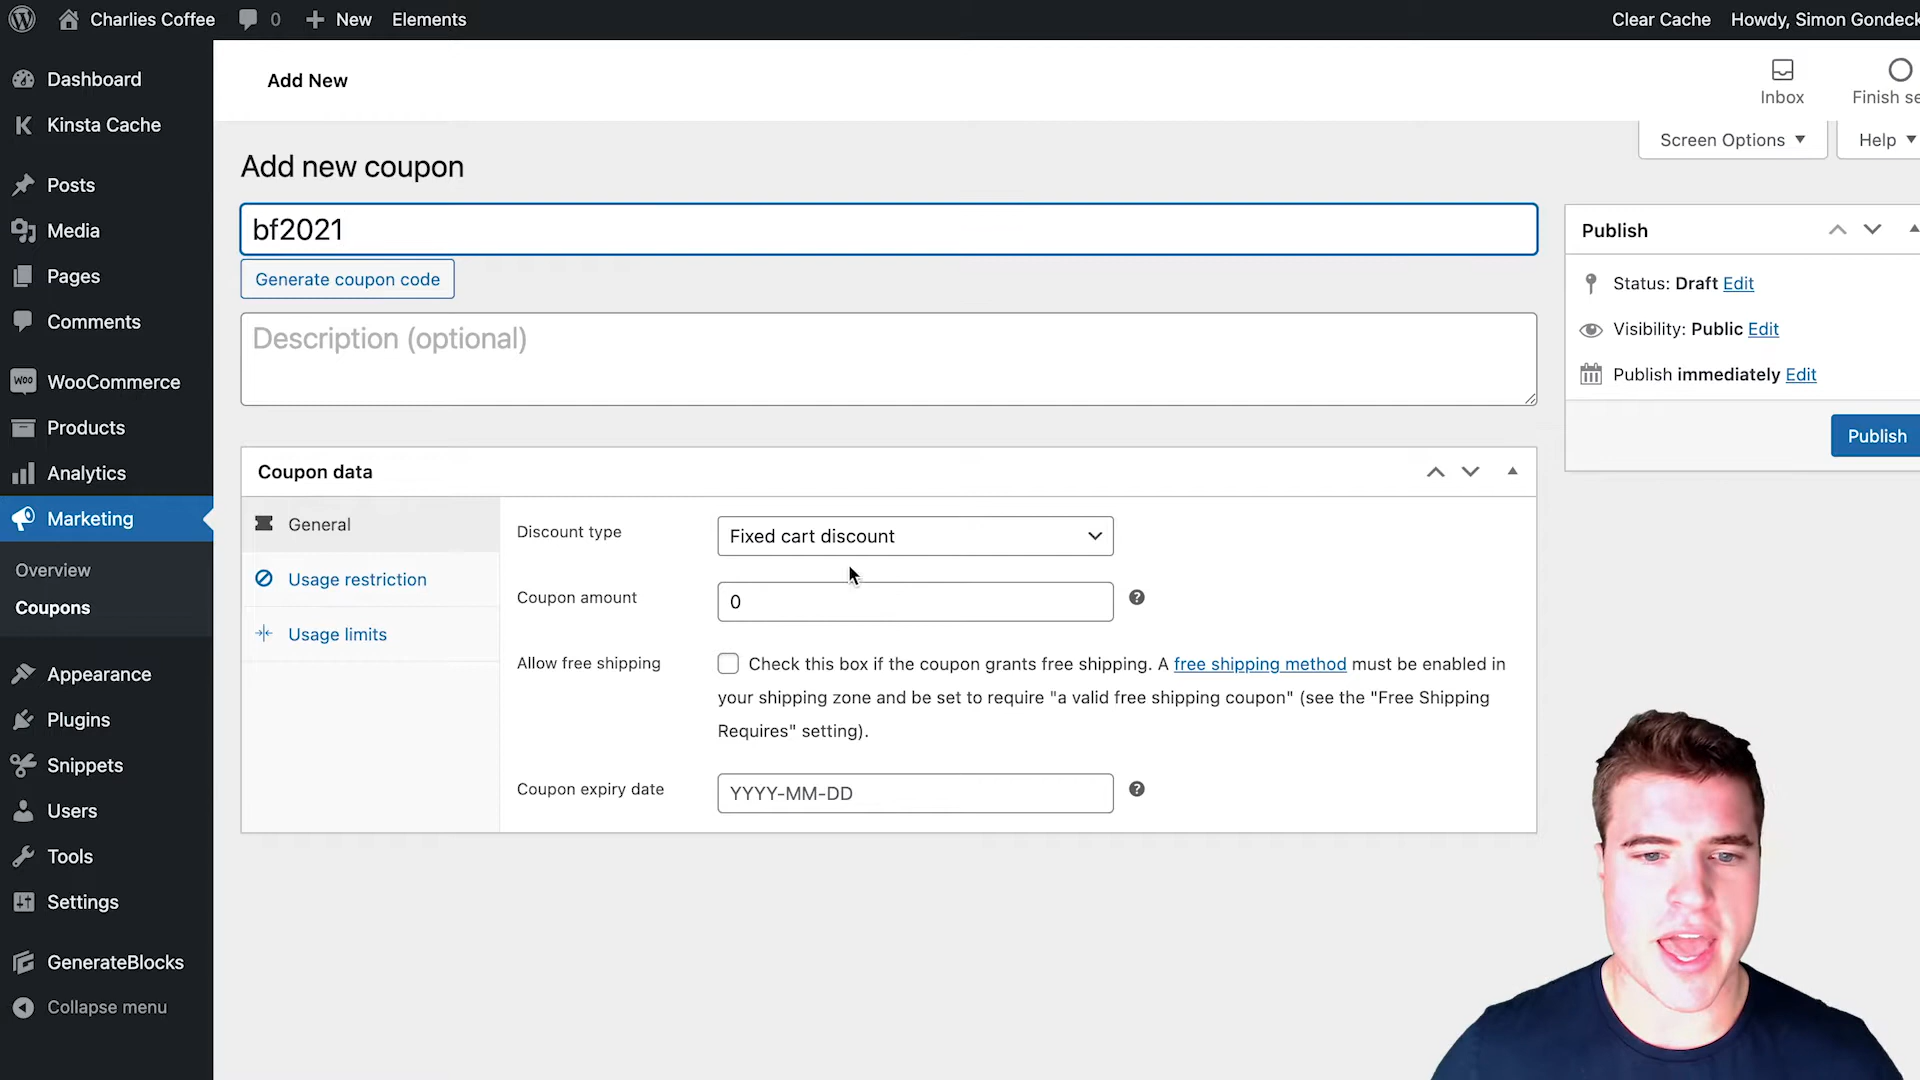 Charlies Coffee 0 New Elements Clear Cache Howdy, Simon Gondeck
Dashboard
Kinsta Cache
Posts
Media
Pages
Comments
WOO WooCommerce
Products
Analytics
Marketing
Overview
Coupons
Appearance
Plugins
Snippets
Users
Tools
Settings
GenerateBlocks
Collapse menu
Add New
Inbox
Finish se
Screen Options
Help
Add new coupon
bf2021
Generate coupon code
Description (optional)
Coupon data
General
Usage restriction
Usage limits
Discount type Fixed cart discount
Coupon amount 0
Allow free shipping Check this box if the coupon grants free shipping. A free shipping method must be enabled in
your shipping zone and be set to require "a valid free shipping coupon" (see the "Free Shipping
Requires" setting).
Coupon expiry date YYYY-MM-DD
Publish
Status: Draft Edit
Visibility: Public Edit
Publish immediately Edit
Publish